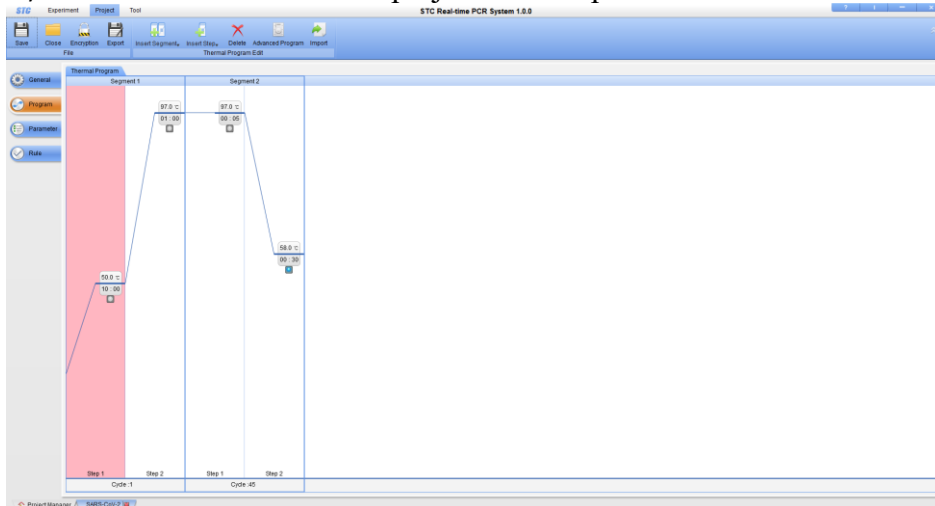 STC Experiment Project Tool STC Real-time PCR System 1.0.0
Save Close Encryption Export Insert Segment Insert Step Delete Advanced Program Import
File Thermal Program Edit
Thermal Program
General
Program
Parameter
Rule
Segment 1 Segment 2
97.0 ℃ 97.0 ℃
01 : 00 00 : 05
58.0 ℃
00 : 30
50.0 ℃
10 : 00
Step 1 Step 2 Step 1 Step 2
Cycle :1 Cycle :45
Project Manager SARS-CoV-2